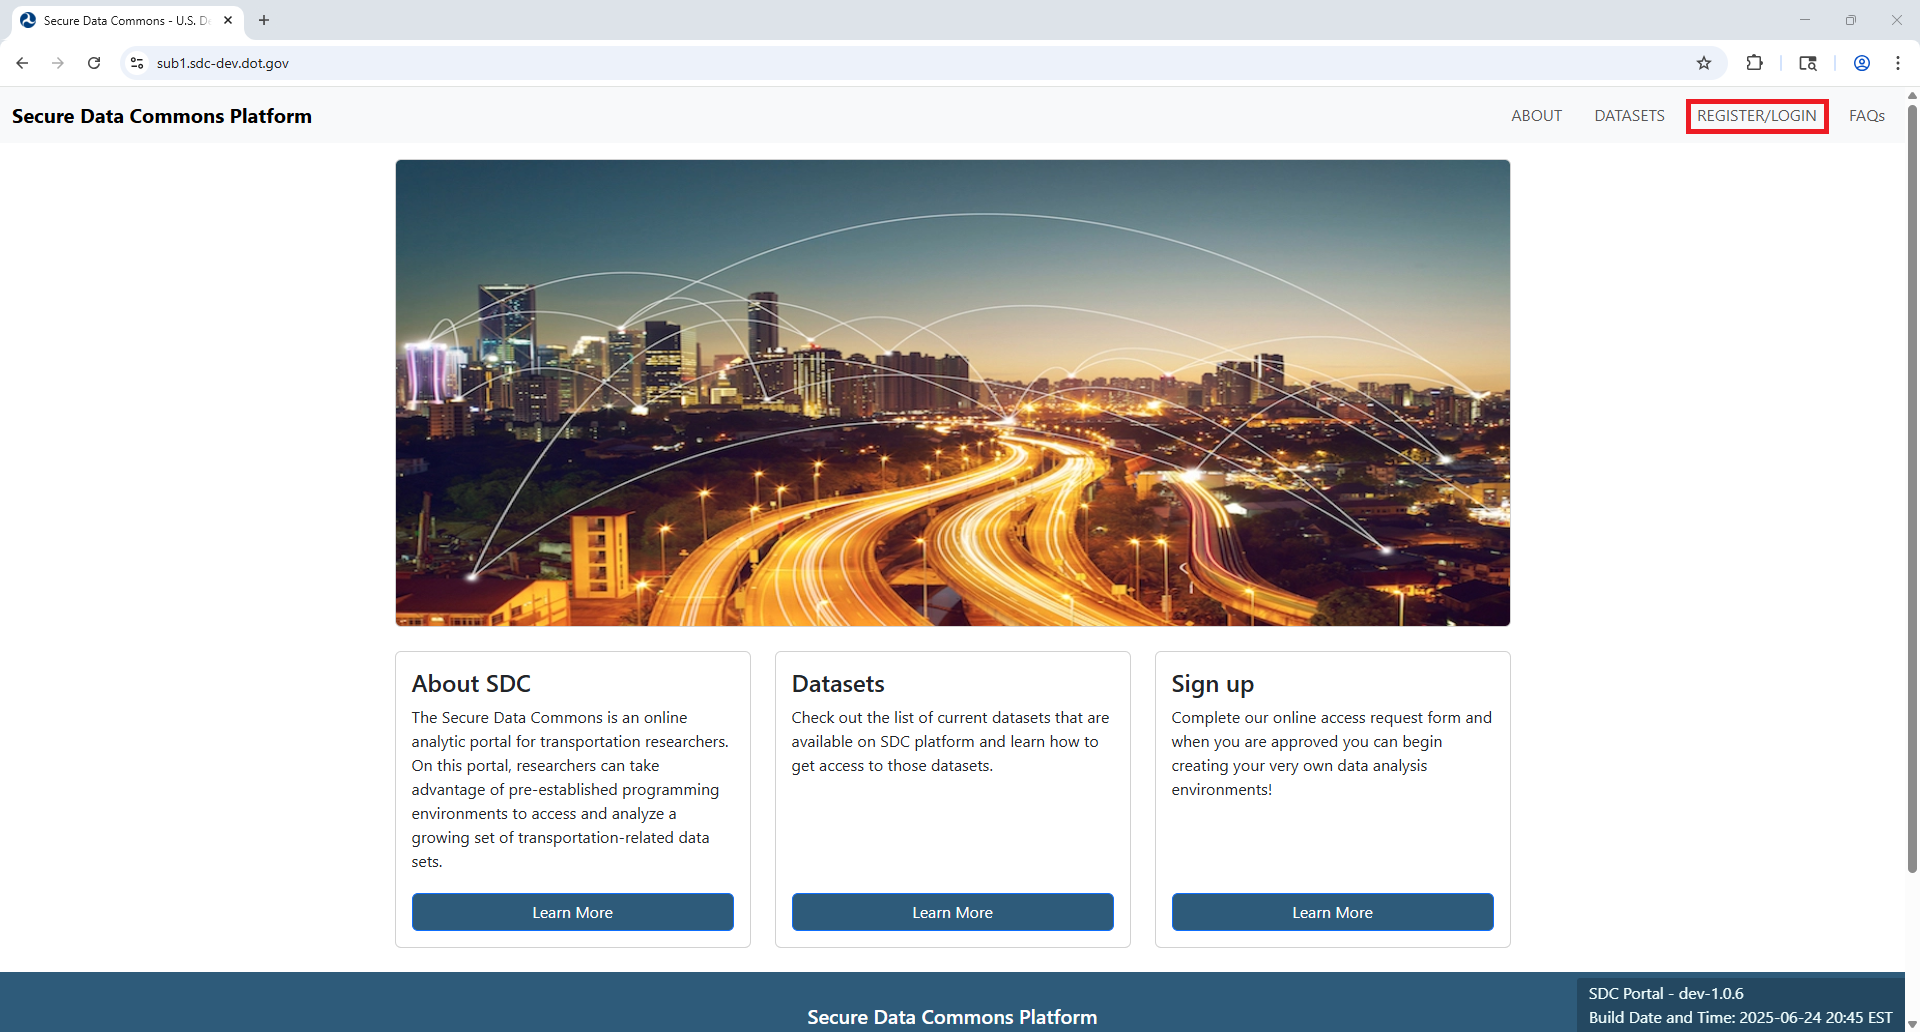 Secure Data Commons - U.S. D
sub1.sdc-dev.dot.gov
Secure Data Commons Platform
ABOUT
DATASETS
REGISTER/LOGIN
FAQs
About SDC
The Secure Data Commons is an online
analytic portal for transportation researchers.
On this portal, researchers can take
advantage of pre-established programming
environments to access and analyze a
growing set of transportation-related data
sets.
Learn More
Datasets
Check out the list of current datasets that are
available on SDC platform and learn how to
get access to those datasets.
Learn More
Sign up
Complete our online access request form and
when you are approved you can begin
creating your very own data analysis
environments!
Learn More
Secure Data Commons Platform
SDC Portal - dev-1.0.6
Build Date and Time: 2025-06-24 20:45 EST